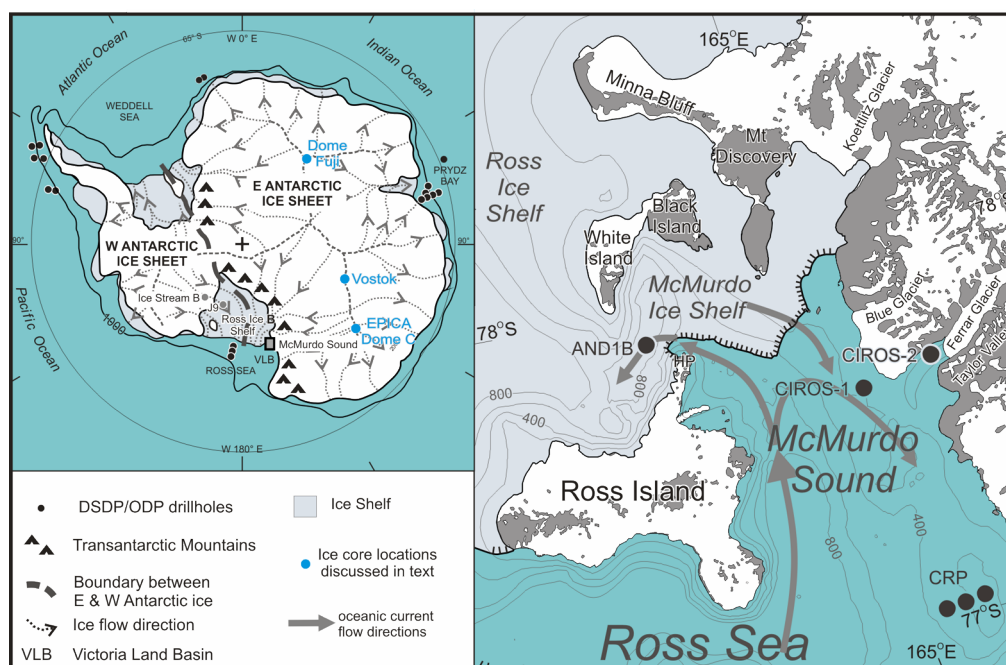 Atlantic Ocean
65° S
W 0° E
Indian Ocean
WEDDELL
SEA
Dome
Fuji
PRYDZ
BAY
E ANTARCTIC
ICE SHEET
90°
90°
W ANTARCTIC
ICE SHEET
Vostok
Ice Stream B
J9
Ross Ice
Shelf
B
EPICA
Dome C
McMurdo Sound
VLB
ROSS SEA
1000
Pacific Ocean
W 180° E
DSDP/ODP drillholes
Transantarctic Mountains
Boundary between
E & W Antarctic ice
Ice flow direction
VLB Victoria Land Basin
Ice Shelf
Ice core locations
discussed in text
oceanic current
flow directions
165°E
Minna Bluff
Koettlitz Glacier
Mt
Discovery
Ross
Ice
Shelf
78°S
Black
Island
White
Island
McMurdo
Ice Shelf
Blue Glacier
Ferrar Glacier
Taylor Valley
78°S
AND1B
HP
CIROS-2
CIROS-1
800
800
400
McMurdo
Sound
Ross Island
400
800
CRP
77°S
Ross Sea
165°E